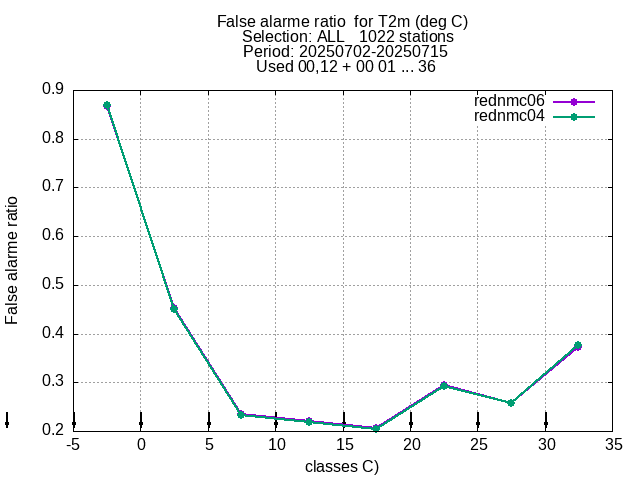 False alarme ratio  for T2m (deg C)
Selection: ALL   1022 stations
Period: 20250702-20250715
Used 00,12 + 00 01 ... 36
rednmc06
rednmc04
False alarme ratio
0.9
0.8
0.7
0.6
0.5
0.4
0.3
0.2
-5 0 5 10 15 20 25 30 35
classes C)